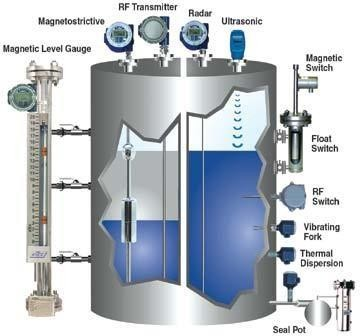 RF Transmitter
Magnetostrictive
Radar
Ultrasonic
Magnetic Level Gauge
Magnetic
Switch
Float
Switch
RF
Switch
Vibrating
Fork
Thermal
Dispersion
Seal Pot